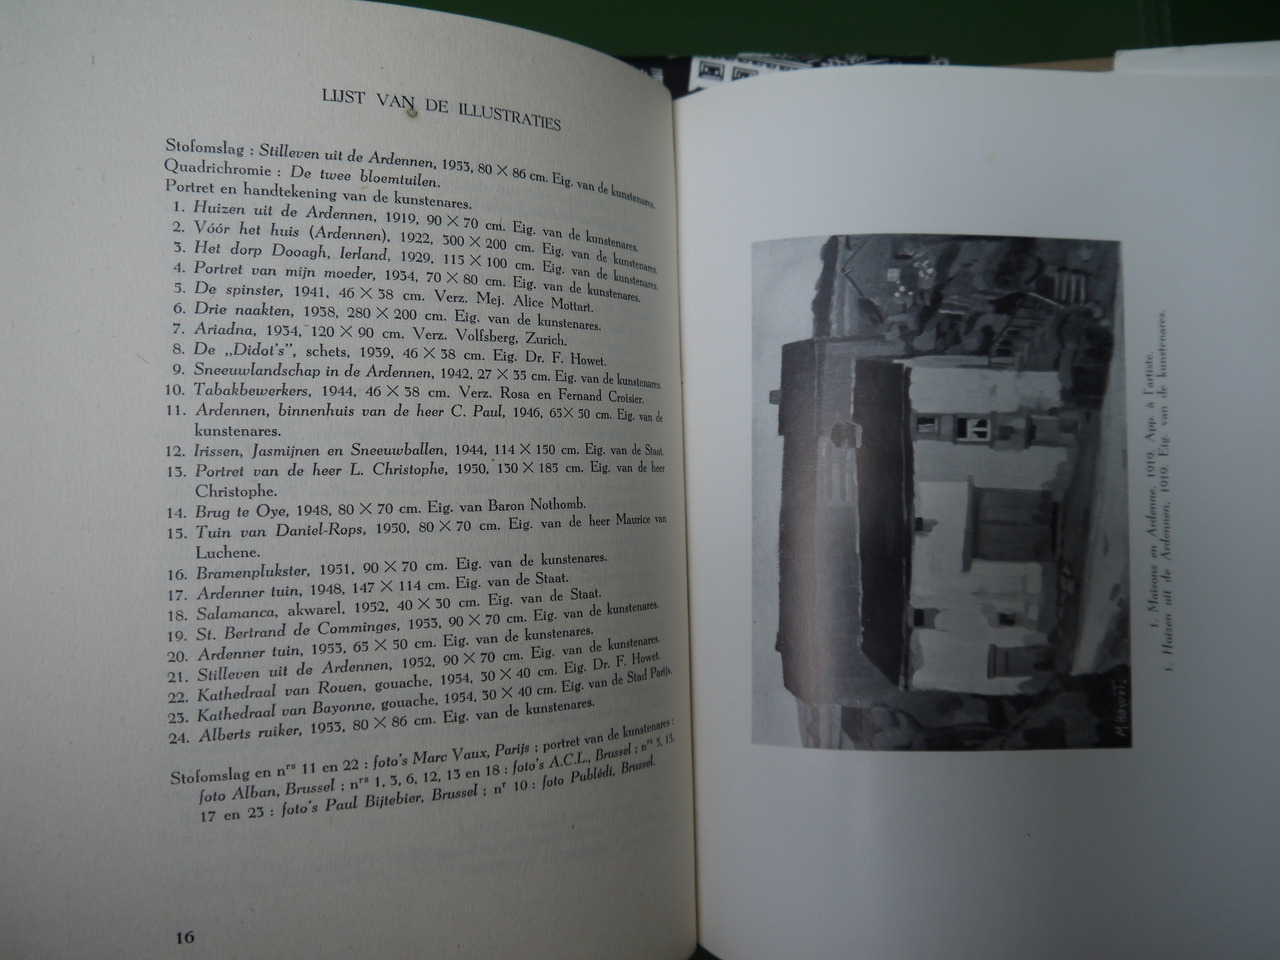 LIJST VAN DE ILLUSTRATIES
Stofomslag : Stilleven uit de Ardennen, 1953, 80 X 86 cm. Eig. van de kunstenares.
Quadrichromie : De twee bloemtuilen.
Portret en handtekening van de kunstenares.
1. Huizen uit de Ardennen, 1919, 90 X 70 cm. Eig. van de kunstenares.
2. Vóór het huis (Ardennen), 1922, 300 X 200 cm. Eig. van de kunstenares.
3. Het dorp Dooagh, Ierland, 1929, 115 X 100 cm. Eig. van de kunstenares.
4. Portret van mijn moeder, 1934, 70 X 80 cm. Eig. van de kunstenares.
5. De spinster, 1941, 46 X 38 cm. Verz. Mej. Alice Mottart.
6. Drie naakten, 1938, 280 X 200 cm. Eig. van de kunstenares.
7. Ariadna, 1934, 120 X 90 cm. Verz. Volfsberg, Zurich.
8. De „Didot's", schets, 1939, 46 X 38 cm. Eig. Dr. F. Howet.
9. Sneeuwlandschap in de Ardennen, 1942, 27 X 35 cm. Eig. van de kunstenares.
10. Tabakbewerkers, 1944, 46 X 38 cm. Verz. Rosa en Fernand Croisier.
11. Ardennen, binnenhuis van de heer C. Paul, 1946, 65X 50 cm. Eig. van de
kunstenares.
12. Irissen, Jasmijnen en Sneeuwballen, 1944, 114 X 150 cm. Eig. van de Staat.
13. Portret van de heer L. Christophe, 1950, 130 X 185 cm. Eig. van de heer
Christophe.
14. Brug te Oye, 1948, 80 X 70 cm. Eig. van Baron Nothomb.
15. Tuin van Daniel-Rops, 1950, 80 X 70 cm. Eig. van de heer Maurice van
Luchene.
16. Bramenplukster, 1951, 90 X 70 cm. Eig. van de kunstenares.
17. Ardenner tuin, 1948, 147 X 114 cm. Eig. van de Staat.
18. Salamanca, akwarel, 1952, 40 X 30 cm. Eig. van de Staat.
19. St. Bertrand de Comminges, 1953, 90 X 70 cm. Eig. van de kunstenares.
20. Ardenner tuin, 1953, 65 X 50 cm. Eig. van de kunstenares.
21. Stilleven uit de Ardennen, 1952, 90 X 70 cm. Eig. van de kunstenares.
22. Kathedraal van Rouen, gouache, 1954, 30 X 40 cm. Eig. Dr. F. Howet.
23. Kathedraal van Bayonne, gouache, 1954, 30 X 40 cm. Eig. van de Stad Parijs.
24. Alberts ruiker, 1953, 80 X 86 cm. Eig. van de kunstenares.
Stofomslag en nrs 11 en 22 : foto's Marc Vaux, Parijs ; portret van de kunstenares :
foto Alban, Brussel ; nrs 1, 3, 6, 12, 13 en 18 : foto's A.C.L., Brussel ; nrs 5, 15,
17 en 23 : foto's Paul Bijtebier, Brussel ; nr 10 : foto Publédi, Brussel.
16
M. Howet
1. Maisons en Ardenne, 1919. App. à l'artiste.
1. Huizen uit de Ardennen, 1919. Eig. van de kunstenares.